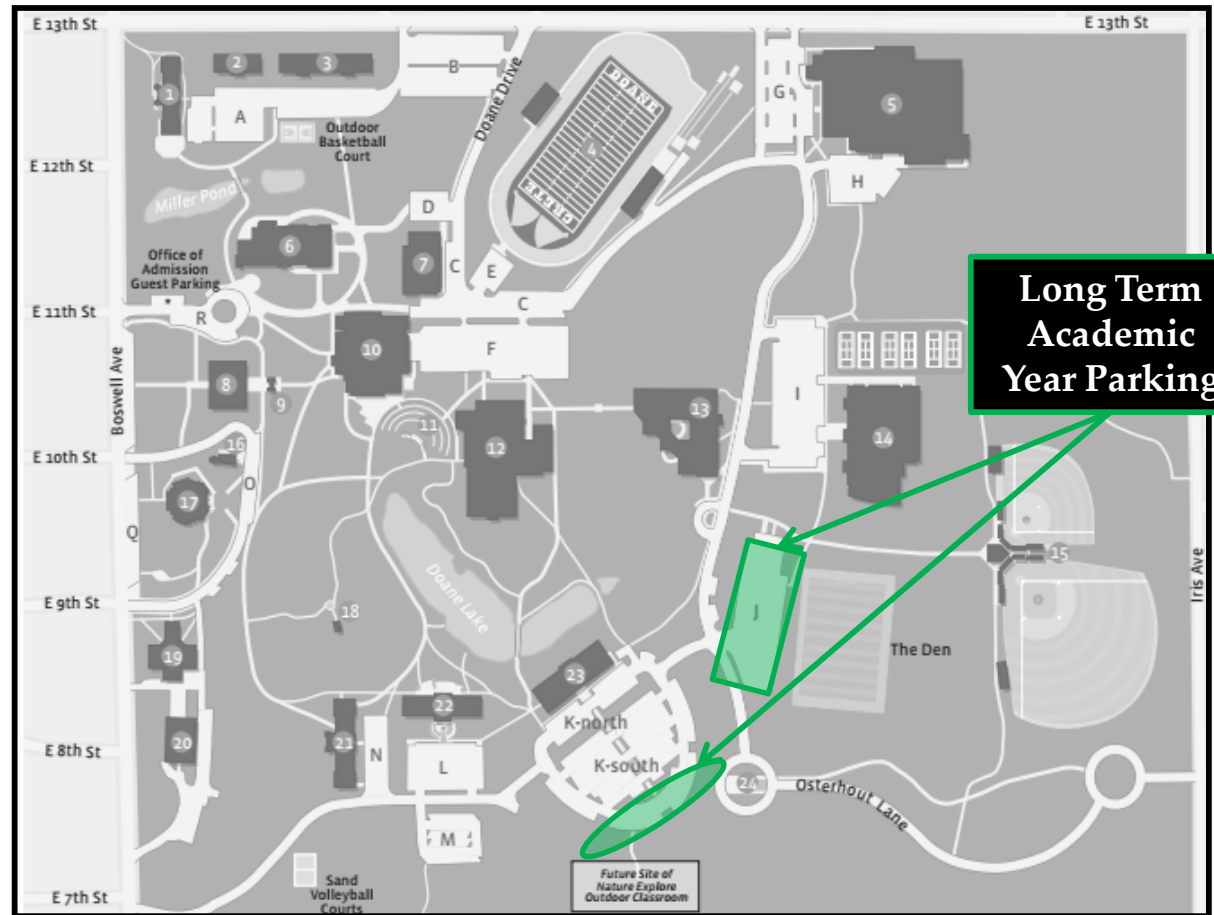 E 13th St
E 13th St
1
2
3
A
B
Doane Drive
DOANE
4
CRETE
G
5
Outdoor
Basketball
Court
E 12th St
H
Miller Pond
D
6
7
C
E
Office of
Admission
Guest Parking
*
R
E 11th St
C
F
10
I
Long Term
Academic
Year Parking
Boswell Ave
8
9
11
12
13
14
E 10th St
16
17
O
Q
15
Iris Ave
Doane Lake
E 9th St
18
J
The Den
19
23
22
K-north
20
E 8th St
21
N
L
K-south
24
Osterhout Lane
M
Sand
Volleyball
Courts
Future Site of
Nature Explore
Outdoor Classroom
E 7th St